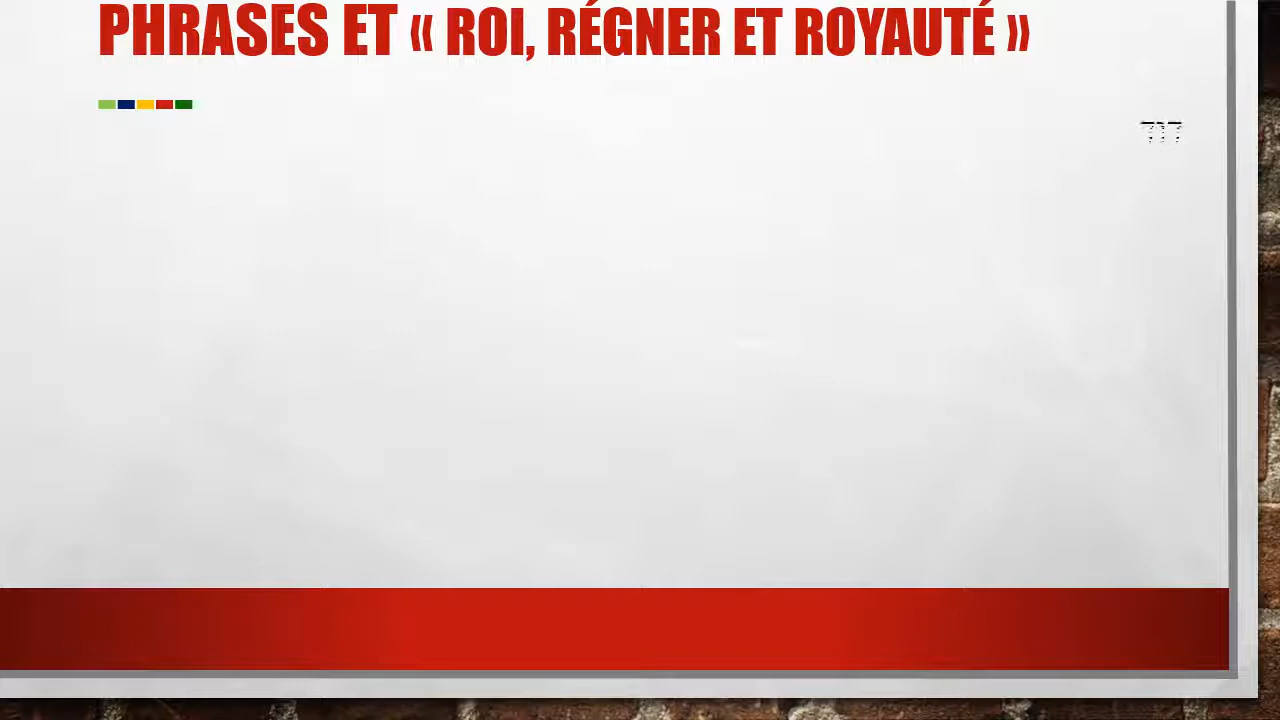 PHRASES ET « ROI, RÉGNER ET ROYAUTÉ »